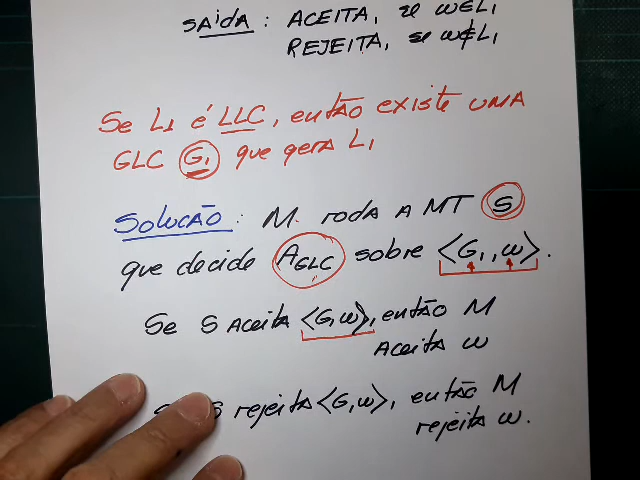 SAÍDA : ACEITA, se w∈L1
REJEITA, se w∉L1
Se L1 é LLC, então existe UMA
GLC G1 que gera L1
Solução: M roda A MT S
que decide AGLC sobre <G1, w>.
Se S Aceita <G,w>, então M
Aceita w
S rejeita <G,w>, então M
rejeita w.